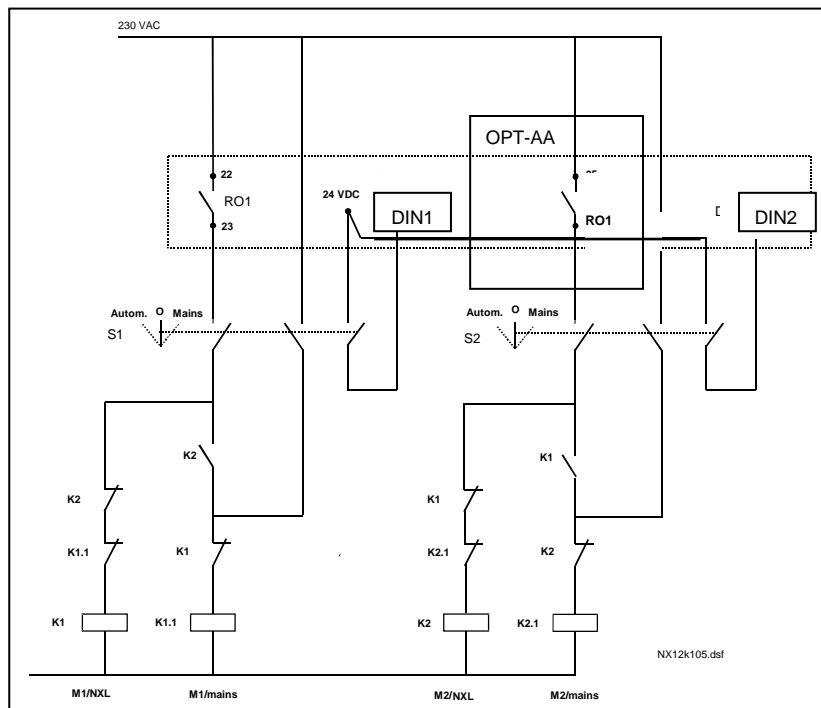 230 VAC
OPT-AA
22
RO1
23
24 VDC
DIN1
RO1
DIN2
Autom. O Mains
S1
Autom. O Mains
S2
K2
K1
K2
K1
K1.1
K1
K2.1
K2
K1
K1.1
K2
K2.1
NX12k105.dsf
M1/NXL
M1/mains
M2/NXL
M2/mains